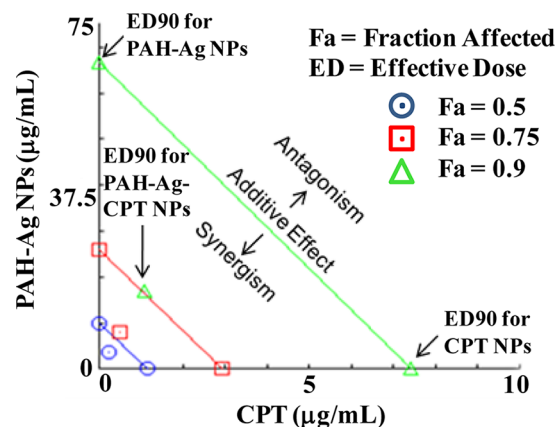 75
ED90 for
PAH-Ag NPs
Fa = Fraction Affected
ED = Effective Dose
Fa = 0.5
Fa = 0.75
Fa = 0.9
ED90 for
PAH-Ag-
CPT NPs
Antagonism
Additive Effect
Synergism
37.5
PAH-Ag NPs (µg/mL)
ED90 for
CPT NPs
0
0
5
10
CPT (µg/mL)